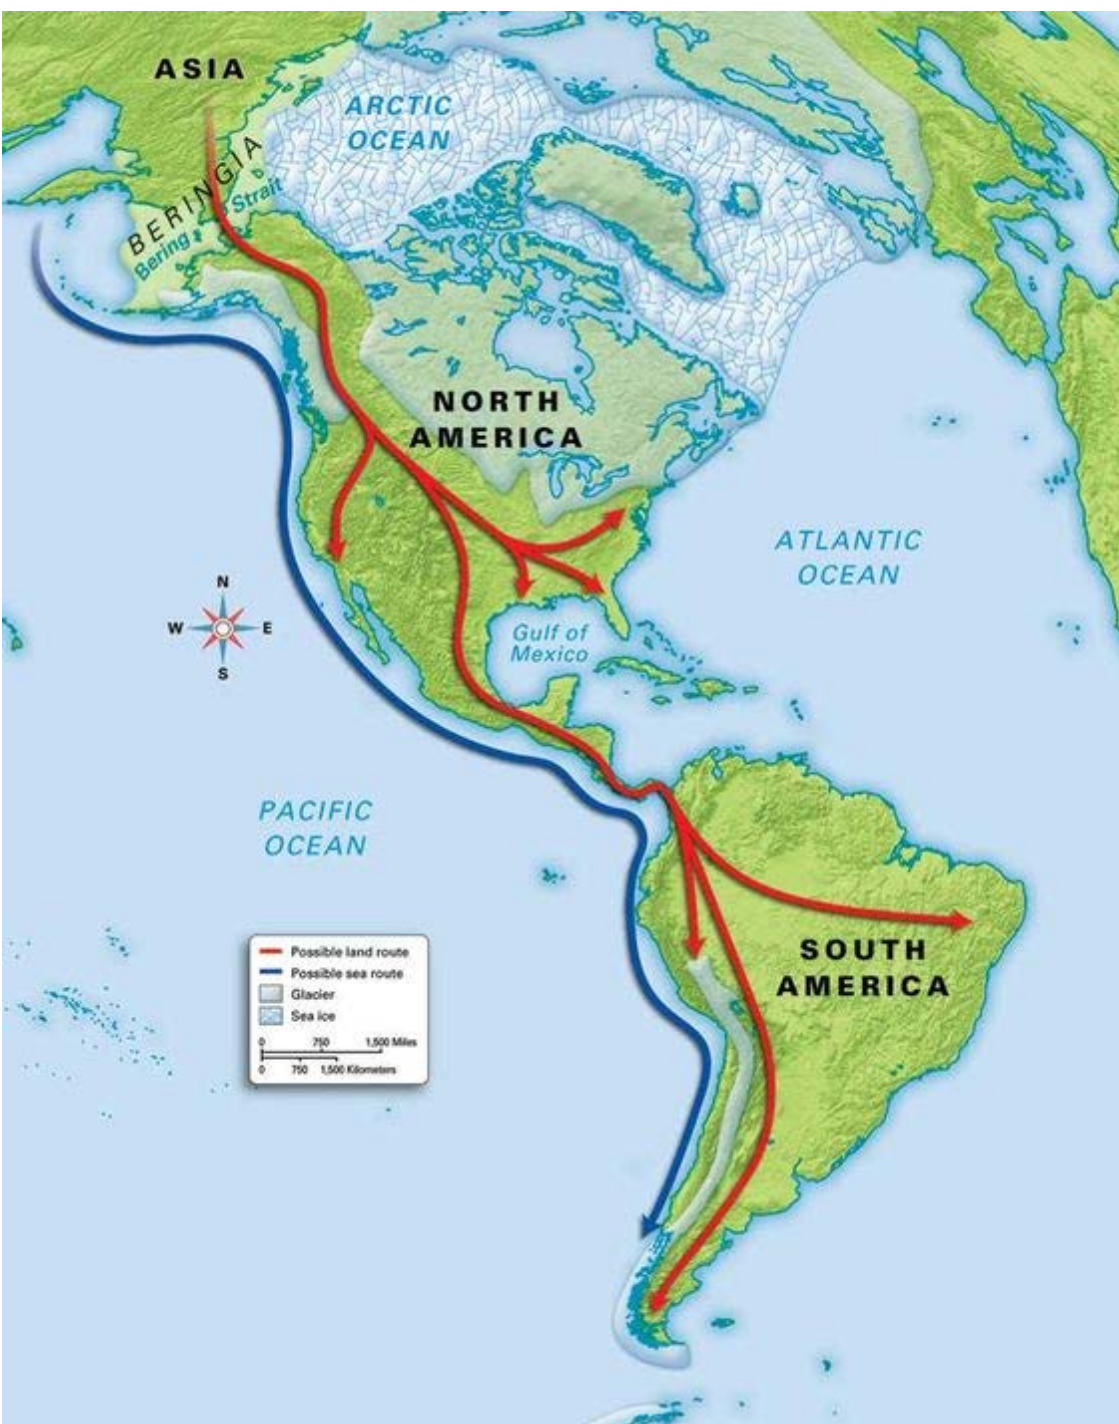 ASIA
ARCTIC
OCEAN
BERINGIA
Bering Strait
NORTH
AMERICA
ATLANTIC
OCEAN
N
W E
S
Gulf of
Mexico
PACIFIC
OCEAN
SOUTH
AMERICA
Possible land route
Possible sea route
Glacier
Sea ice
0 750 1,500 Miles
0 750 1,500 Kilometers